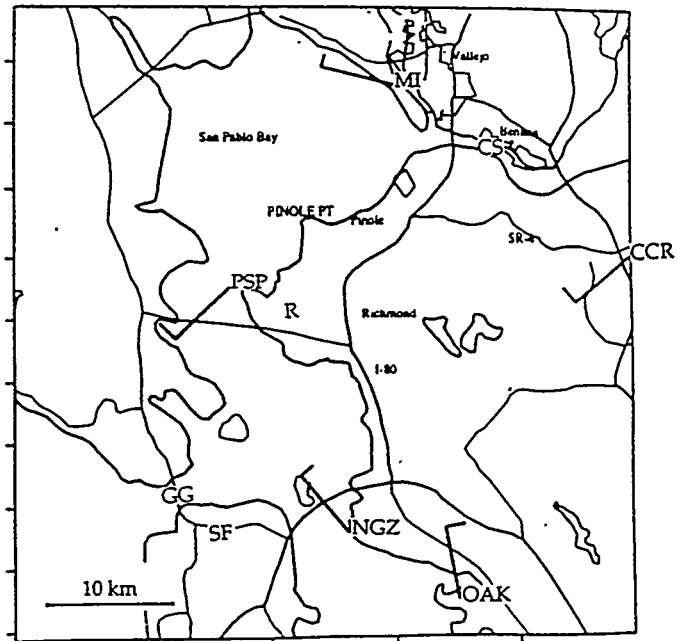 Vallejo
MI
San Pablo Bay
Benicia
CS
PINOLE PT
Pinole
SR-4
CCR
PSP
R
Richmond
I-80
GG
SF
NGZ
10 km
OAK